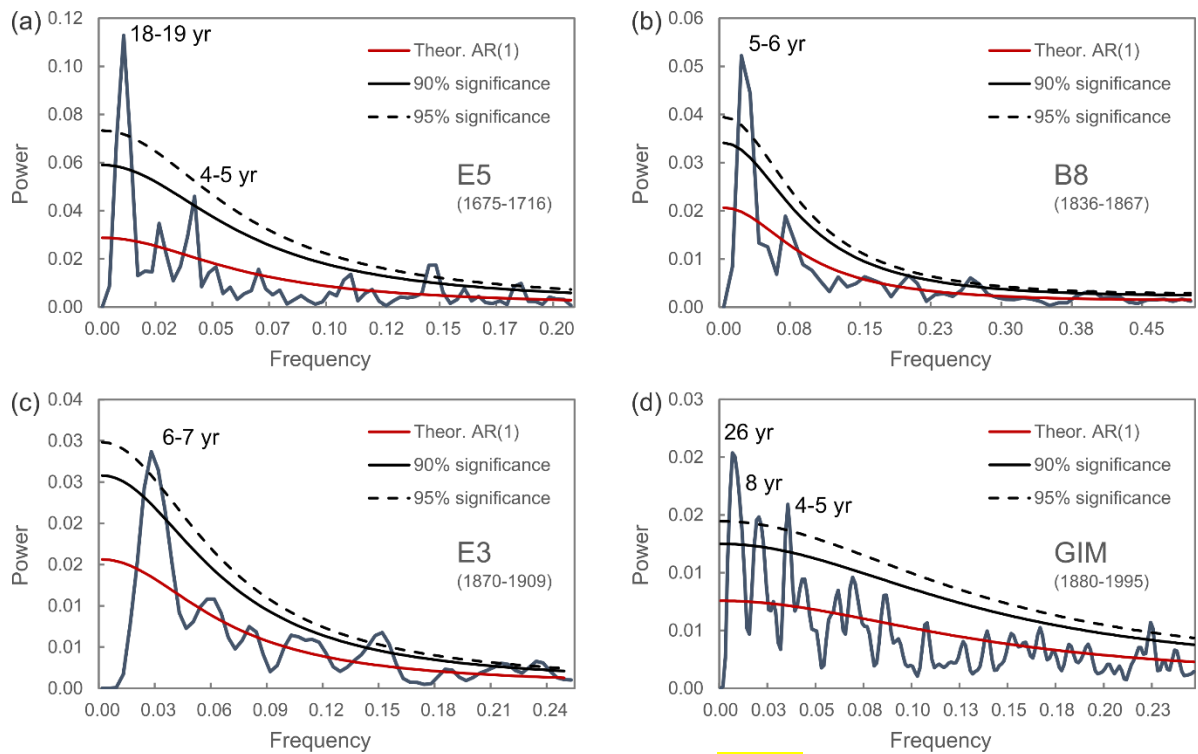 (a)
0.12
0.10
0.08
0.06
0.04
0.02
0.00
Power
18-19 yr
4-5 yr
Theor. AR(1)
90% significance
95% significance
E5
(1675-1716)
0.00 0.02 0.05 0.07 0.10 0.12 0.15 0.17 0.20
Frequency
(b)
0.06
0.05
0.04
0.03
0.02
0.01
0.00
Power
5-6 yr
Theor. AR(1)
90% significance
95% significance
B8
(1836-1867)
0.00 0.08 0.15 0.23 0.30 0.38 0.45
Frequency
(c)
0.04
0.03
0.03
0.02
0.02
0.01
0.01
0.00
Power
6-7 yr
Theor. AR(1)
90% significance
95% significance
E3
(1870-1909)
0.00 0.03 0.05 0.08 0.10 0.13 0.15 0.18 0.20 0.22 0.24
Frequency
(d)
0.03
0.02
0.02
0.01
0.01
0.00
Power
26 yr
8 yr
4-5 yr
Theor. AR(1)
90% significance
95% significance
GIM
(1880-1995)
0.00 0.03 0.05 0.08 0.10 0.13 0.15 0.18 0.20 0.23
Frequency